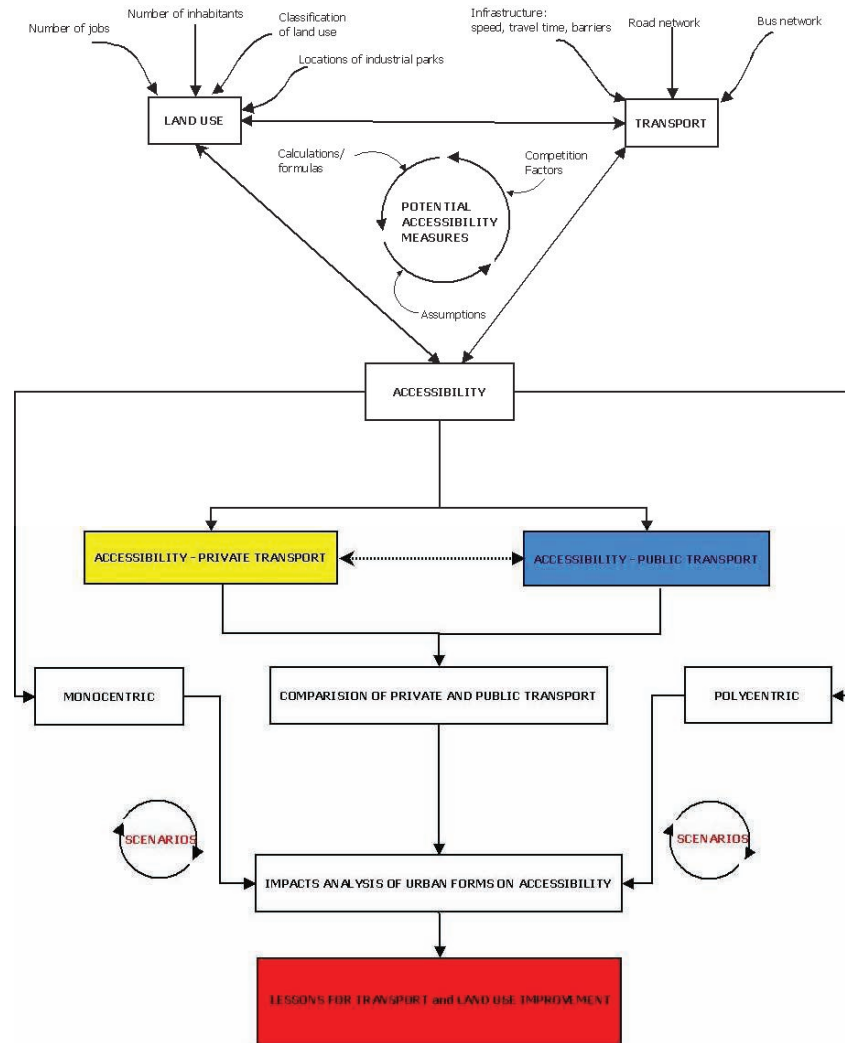 Number of jobs
Number of inhabitants
Classification
of land use
Locations of industrial parks
Infrastructure:
speed, travel time, barriers
Road network
Bus network
LAND USE
TRANSPORT
Calculations/
formulas
Competition
Factors
POTENTIAL
ACCESSIBILITY
MEASURES
Assumptions
ACCESSIBILITY
ACCESSIBILITY - PRIVATE TRANSPORT
ACCESSIBILITY - PUBLIC TRANSPORT
MONOCENTRIC
COMPARISION OF PRIVATE AND PUBLIC TRANSPORT
POLYCENTRIC
SCENARIOS
SCENARIOS
IMPACTS ANALYSIS OF URBAN FORMS ON ACCESSIBILITY
LESSONS FOR TRANSPORT and LAND USE IMPROVEMENT